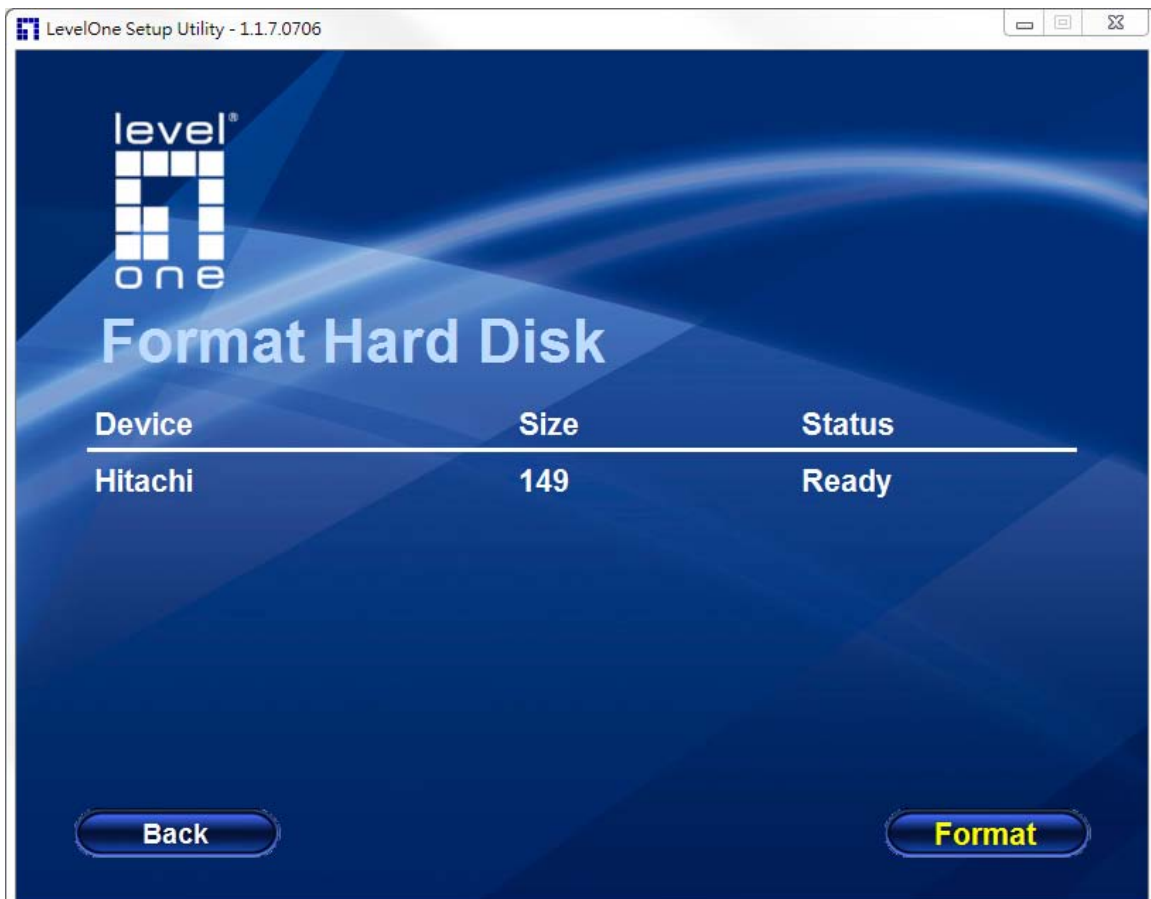 LevelOne Setup Utility - 1.1.7.0706
level®
one
Format Hard Disk
Device Size Status
Hitachi 149 Ready
Back Format